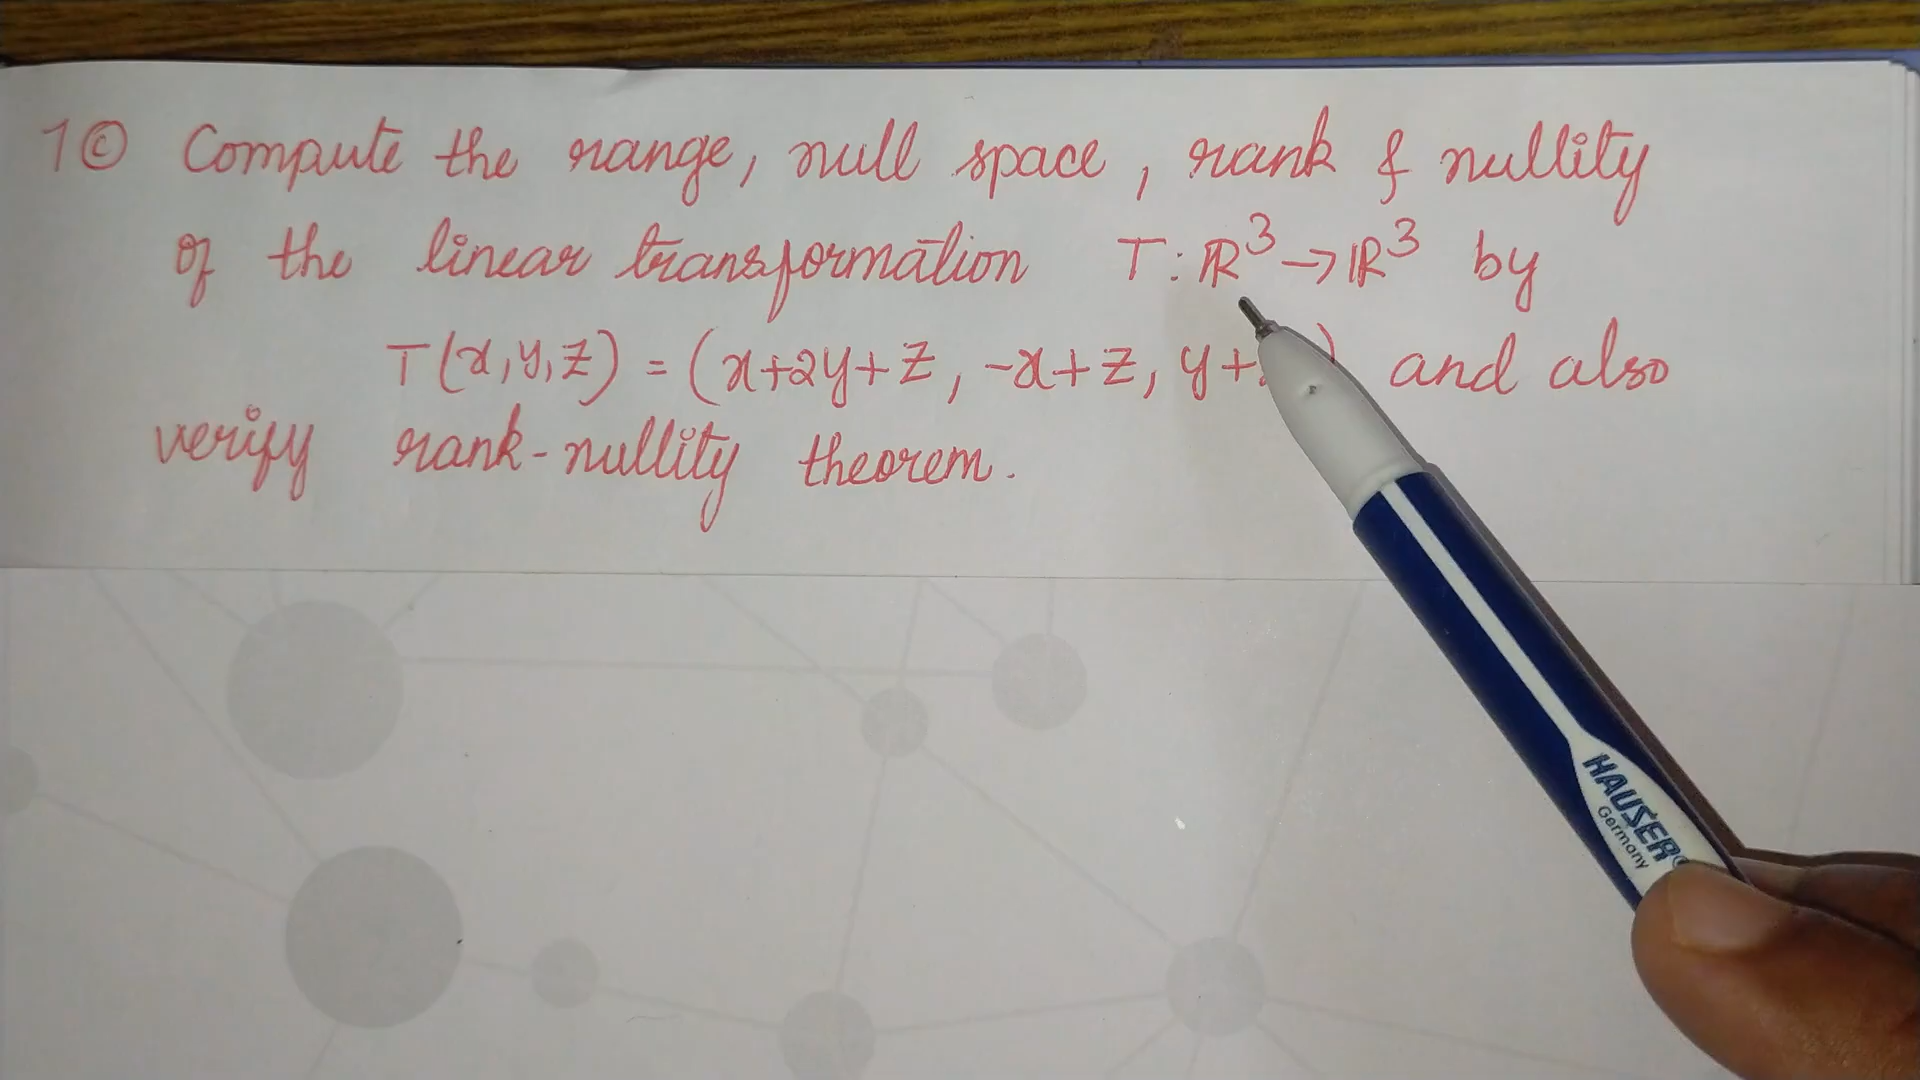 1© Compute the range, null space, rank & nullity
of the linear transformation T: ℝ³→ℝ³ by
T(x,y,z) = (x+2y+z, -x+z, y+ ) and also
verify rank-nullity theorem.
HAUSER
Germany